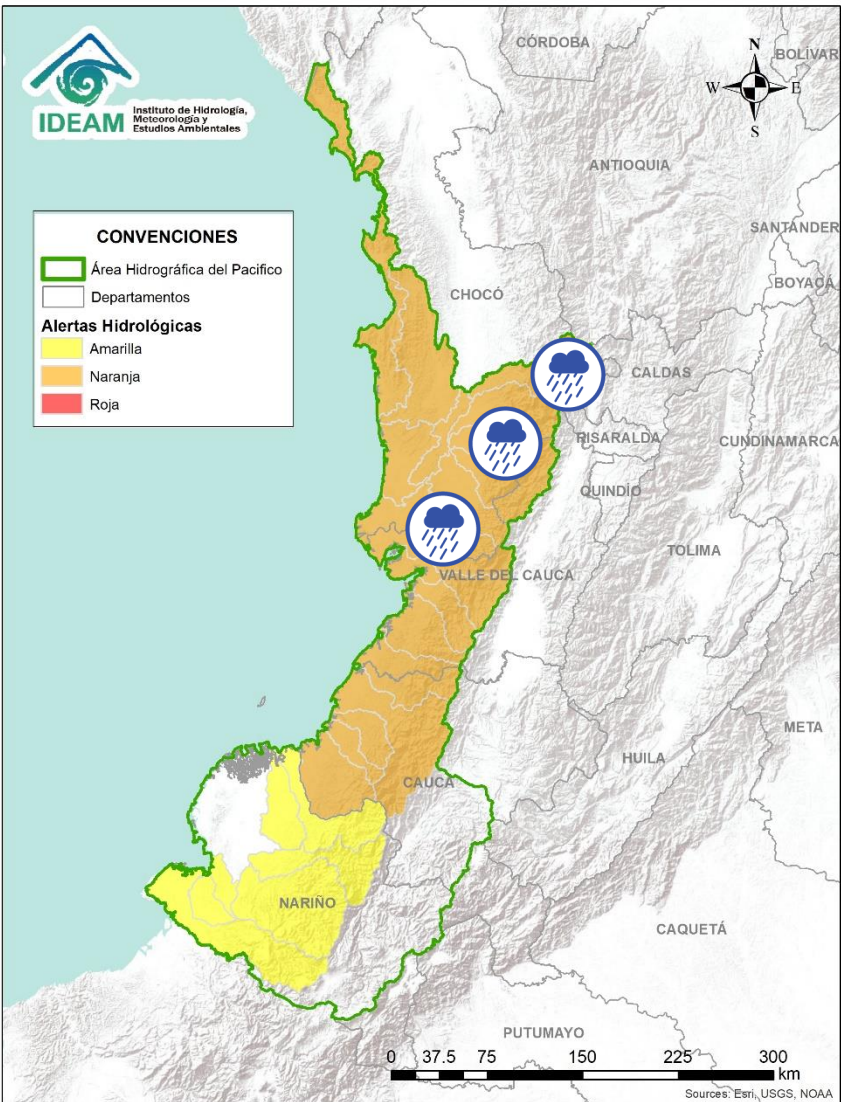 IDEAM
Instituto de Hidrología,
Meteorología y
Estudios Ambientales
CÓRDOBA
BOLÍVAR
N
W
E
S
ANTIOQUIA
SANTANDER
BOYACÁ
CONVENCIONES
Área Hidrográfica del Pacifico
Departamentos
Alertas Hidrológicas
Amarilla
Naranja
Roja
CHOCÓ
CALDAS
RISARALDA
CUNDINAMARCA
QUINDÍO
TOLIMA
VALLE DEL CAUCA
META
HUILA
CAUCA
NARIÑO
CAQUETÁ
PUTUMAYO
0 37.5 75 150 225 300
km
Sources: Esri, USGS, NOAA